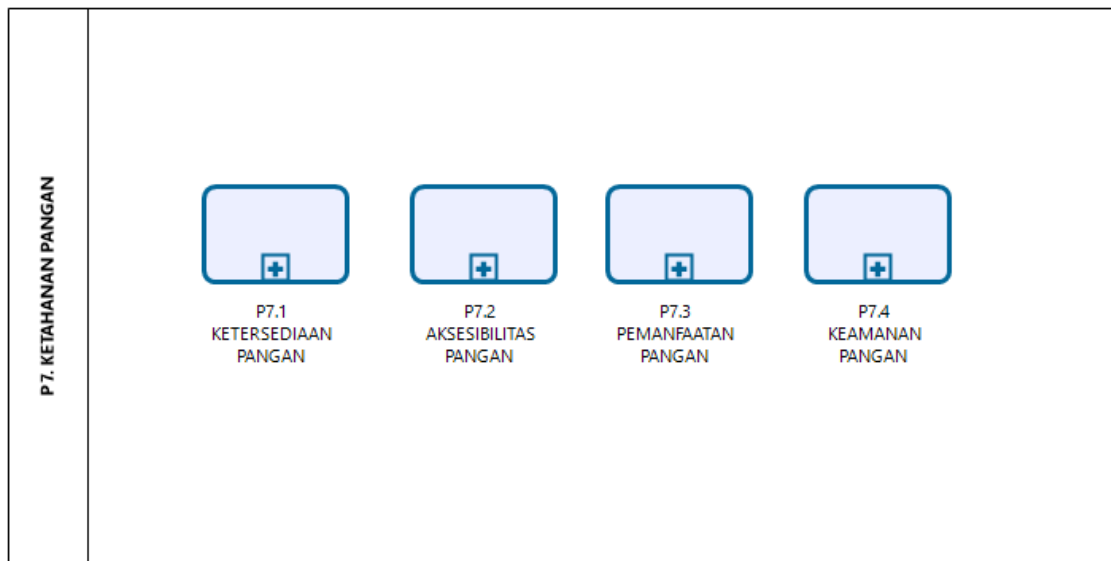 P7. KETAHANAN PANGAN
P7.1
KETERSEDIAAN
PANGAN
P7.2
AKSESIBILITAS
PANGAN
P7.3
PEMANFAATAN
PANGAN
P7.4
KEAMANAN
PANGAN